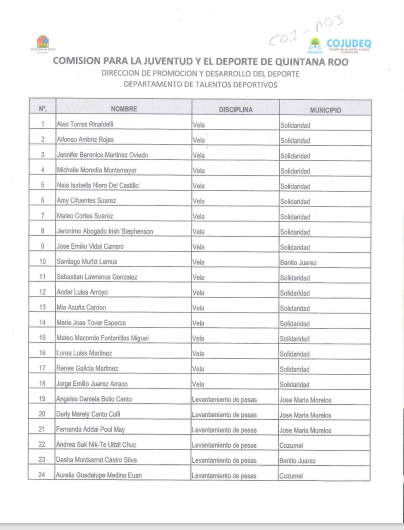 CO1-A03
COJUDEQ
COMISION PARA LA JUVENTUD Y EL DEPORTE DE QUINTANA ROO
DIRECCION DE PROMOCION Y DESARROLLO DEL DEPORTE
DEPARTAMENTO DE TALENTOS DEPORTIVOS
Nº. NOMBRE DISCIPLINA MUNICIPIO
1 Alex Torres Rinaldelli Vela Solidaridad
2 Alfonso Ambriz Rojas Vela Solidaridad
3 Jennifer Berenice Martinez Oviedo Vela Solidaridad
4 Michelle Moredia Montemayor Vela Solidaridad
5 Naia Isabella Niero Del Castillo Vela Solidaridad
6 Amy Cifuentes Suarez Vela Solidaridad
7 Mateo Cortes Suarez Vela Solidaridad
8 Jeronimo Abogado Irish Stephenson Vela Solidaridad
9 Jose Emilio Vidal Carrero Vela Solidaridad
10 Santiago Muñiz Lemus Vela Benito Juarez
11 Sebastian Lawrence Gonzalez Vela Solidaridad
12 Ander Luisa Arroyo Vela Solidaridad
13 Mia Acuña Carrion Vela Solidaridad
14 Maria Jose Tovar Esparza Vela Solidaridad
15 Mateo Macondo Fontanillas Miguel Vela Solidaridad
16 Luisa Martinez Vela Solidaridad
17 Renee Galicia Martinez Vela Solidaridad
18 Jorge Emilio Juarez Arraco Vela Solidaridad
19 Angeles Daniela Bolio Canto Levantamiento de pesas Jose Maria Morelos
20 Darly Marely Canto Colli Levantamiento de pesas Jose Maria Morelos
21 Fernanda Addai Pool May Levantamiento de pesas Jose Maria Morelos
22 Andrea Sak Nik-Te Uitzil Chuc Levantamiento de pesas Cozumel
23 Dasha Montserrat Castro Silva Levantamiento de pesas Benito Juarez
24 Aurelia Guadalupe Medina Euan Levantamiento de pesas Cozumel